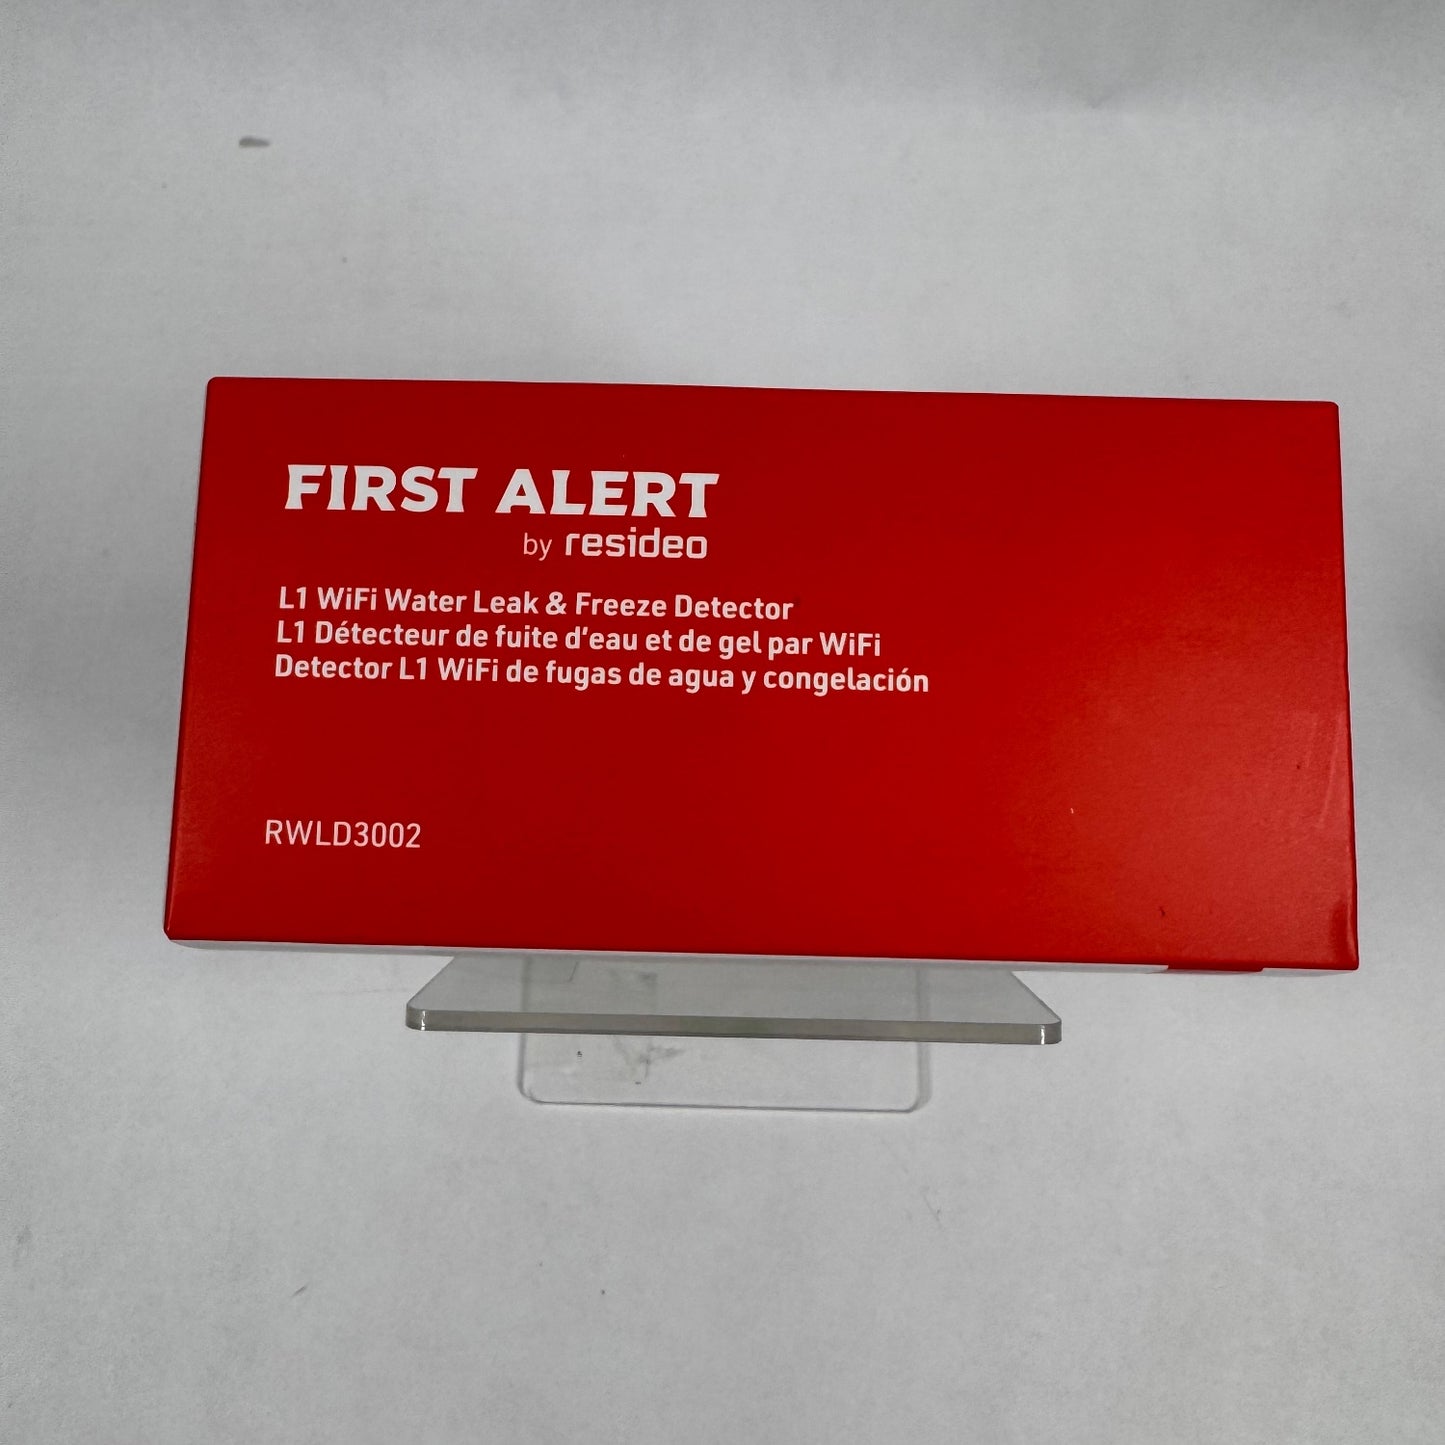 FIRST ALERT
by resideo
L1 WiFi Water Leak & Freeze Detector
L1 Détecteur de fuite d'eau et de gel par WiFi
Detector L1 WiFi de fugas de agua y congelación
RWLD3002